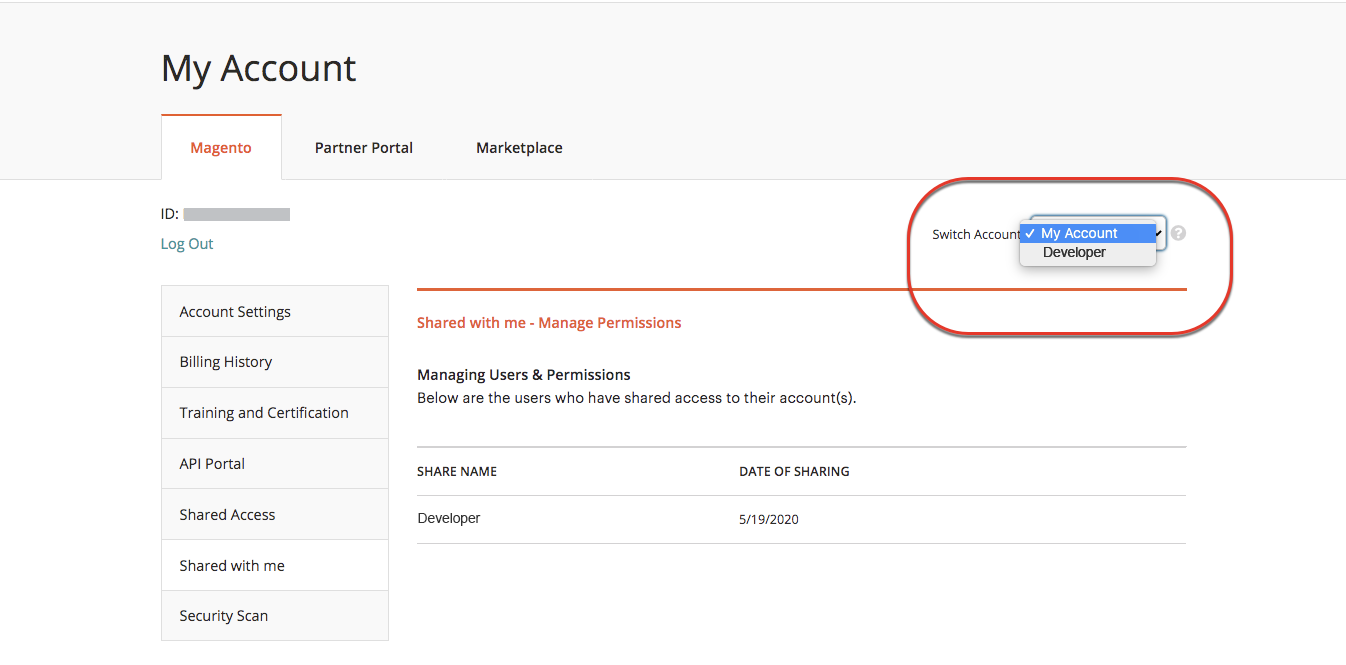 My Account
Magento Partner Portal Marketplace
ID:
Log Out
Switch Account ✓ My Account ?
Developer
Account Settings
Billing History
Training and Certification
API Portal
Shared Access
Shared with me
Security Scan
Shared with me - Manage Permissions
Managing Users & Permissions
Below are the users who have shared access to their account(s).
SHARE NAME DATE OF SHARING
Developer 5/19/2020